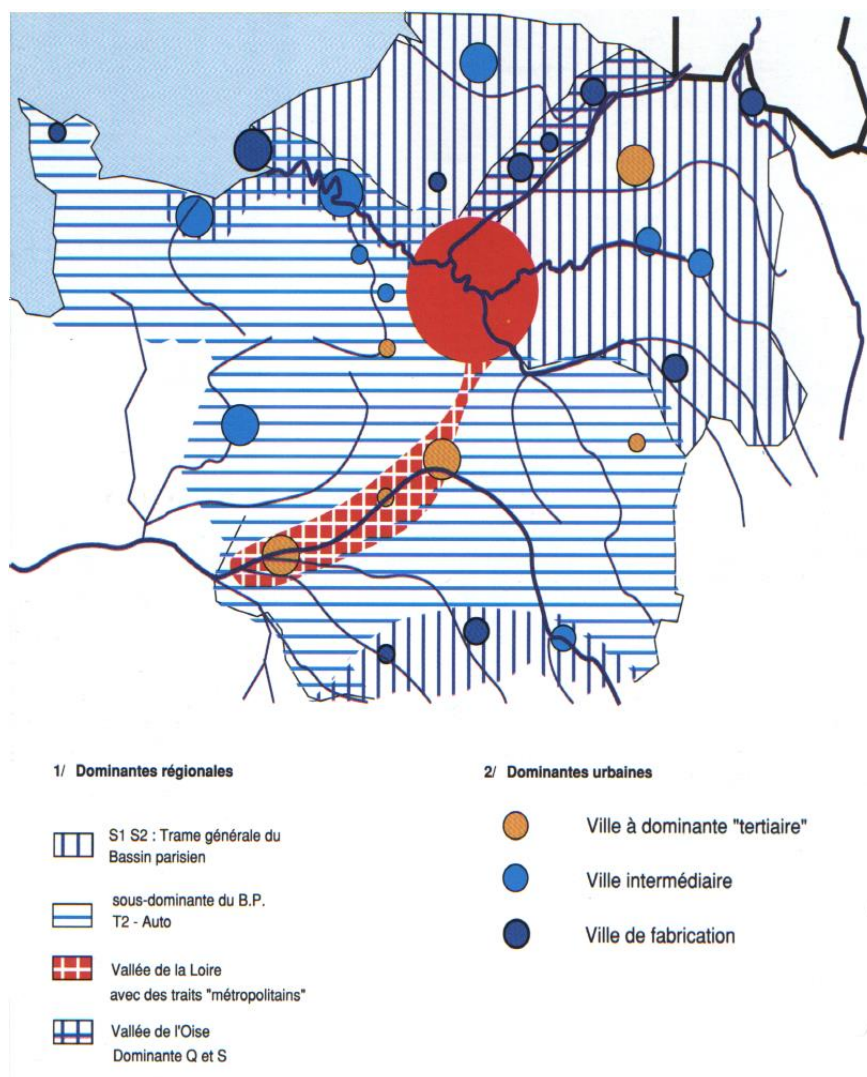 1/ Dominantes régionales
S1 S2 : Trame générale du
Bassin parisien
sous-dominante du B.P.
T2 - Auto
Vallée de la Loire
avec des traits "métropolitains"
Vallée de l'Oise
Dominante Q et S
2/ Dominantes urbaines
Ville à dominante "tertiaire"
Ville intermédiaire
Ville de fabrication